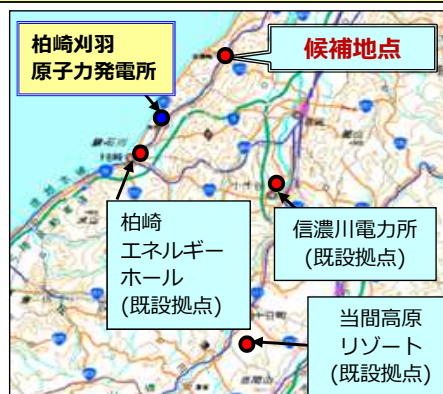 柏崎刈羽
原子力発電所
候補地点
柏崎
エネルギー
ホール
(既設拠点)
信濃川電力所
(既設拠点)
当間高原
リゾート
(既設拠点)